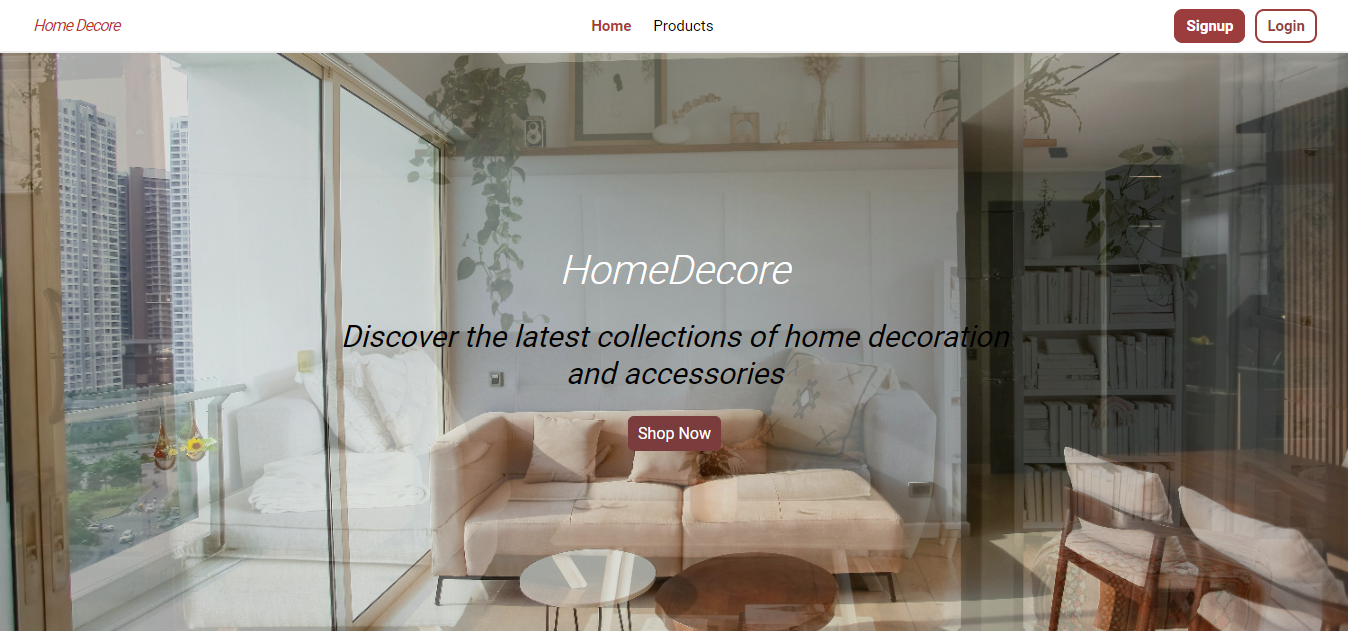 Home Decore
Home
Products
Signup
Login
HomeDecore
Discover the latest collections of home decoration
and accessories
Shop Now